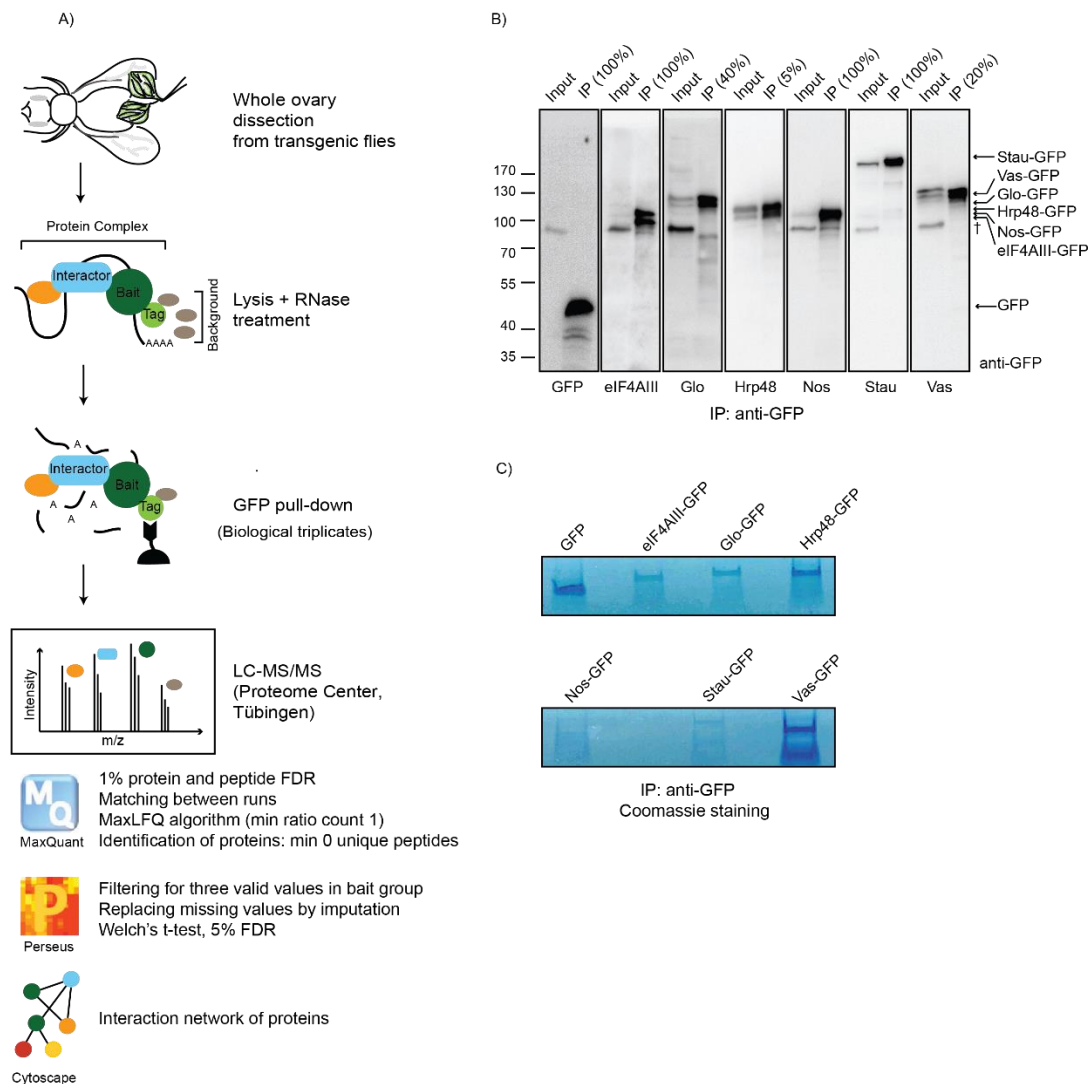 A)
Whole ovary
dissection
from transgenic flies
Protein Complex
Interactor
Bait
Tag
Background
AAAA
Lysis + RNase
treatment
A
Interactor
Bait
Tag
A
A
A
GFP pull-down
(Biological triplicates)
Intensity
m/z
LC-MS/MS
(Proteome Center,
Tübingen)
MQ
MaxQuant
1% protein and peptide FDR
Matching between runs
MaxLFQ algorithm (min ratio count 1)
Identification of proteins: min 0 unique peptides
P
Perseus
Filtering for three valid values in bait group
Replacing missing values by imputation
Welch's t-test, 5% FDR
Interaction network of proteins
Cytoscape
B)
Input IP (100%) Input IP (100%) Input IP (40%) Input IP (5%) Input IP (100%) Input IP (100%) Input IP (20%)
170
130
100
70
55
40
35
Stau-GFP
Vas-GFP
Glo-GFP
Hrp48-GFP
†
Nos-GFP
eIF4AIII-GFP
GFP
anti-GFP
GFP eIF4AIII Glo Hrp48 Nos Stau Vas
IP: anti-GFP
C)
GFP eIF4AIII-GFP Glo-GFP Hrp48-GFP
Nos-GFP Stau-GFP Vas-GFP
IP: anti-GFP
Coomassie staining